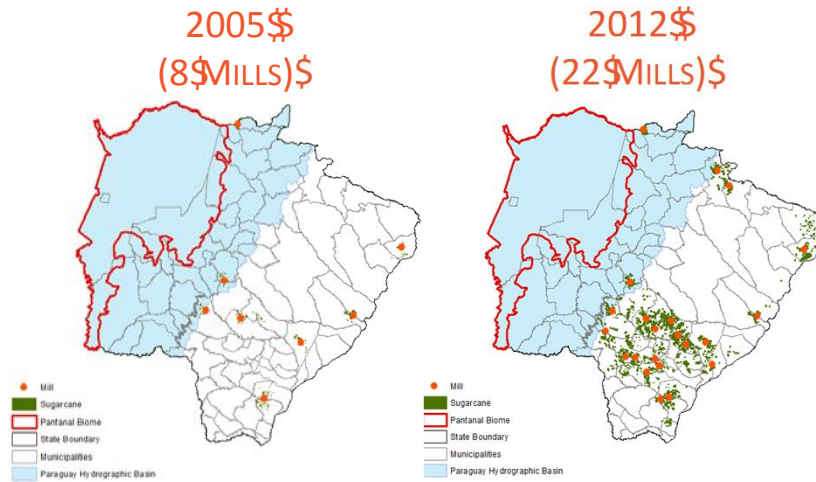 2005$$
(8$MILLS)$
2012$$
(22$MILLS)$
Mill
Sugarcane
Pantanal Biome
State Boundary
Municipalities
Paraguay Hydrographic Basin
Mill
Sugarcane
Pantanal Biome
State Boundary
Municipalities
Paraguay Hydrographic Basin